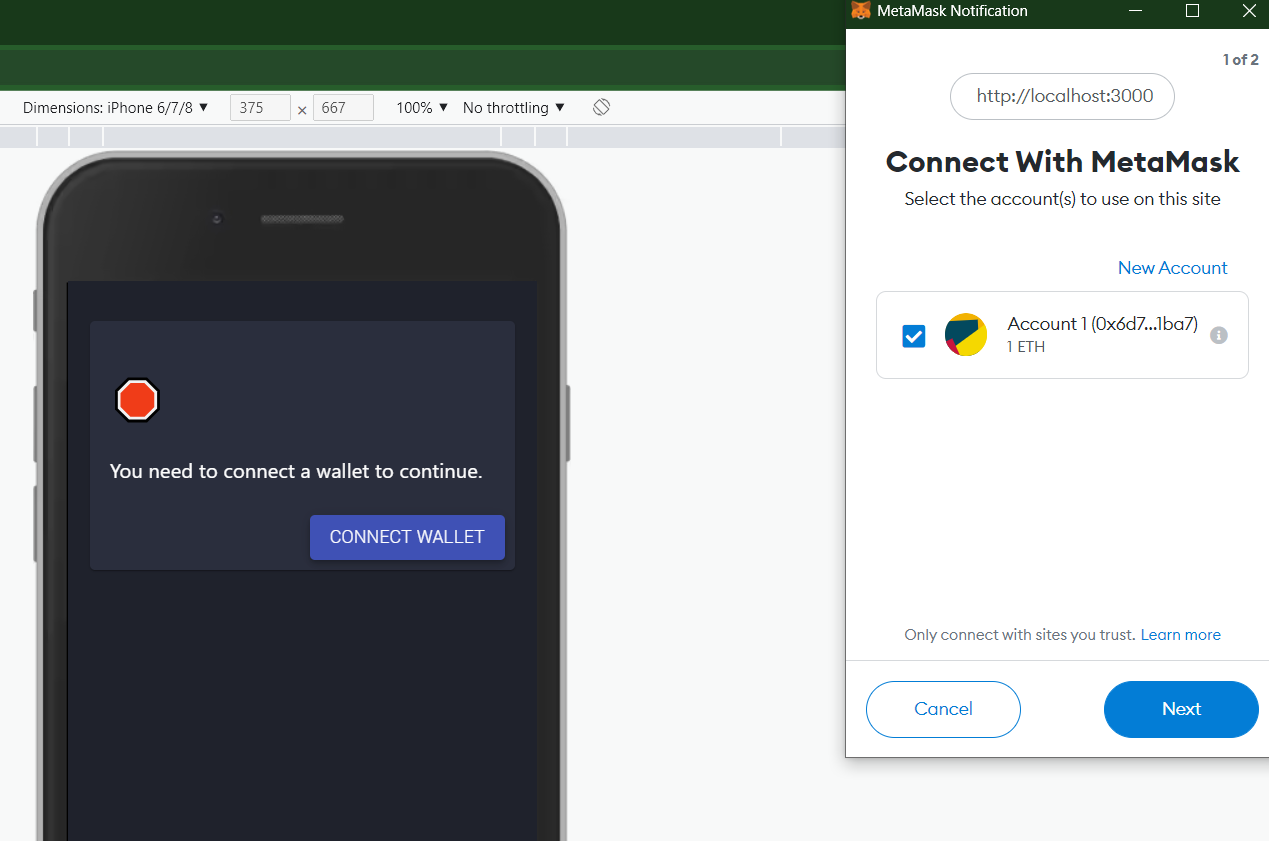 Dimensions: iPhone 6/7/8 ▼ 375 × 667 100% ▼ No throttling ▼
You need to connect a wallet to continue.
CONNECT WALLET
MetaMask Notification
1 of 2
http://localhost:3000
Connect With MetaMask
Select the account(s) to use on this site
New Account
Account 1 (0x6d7...1ba7)
1 ETH
Only connect with sites you trust. Learn more
Cancel
Next